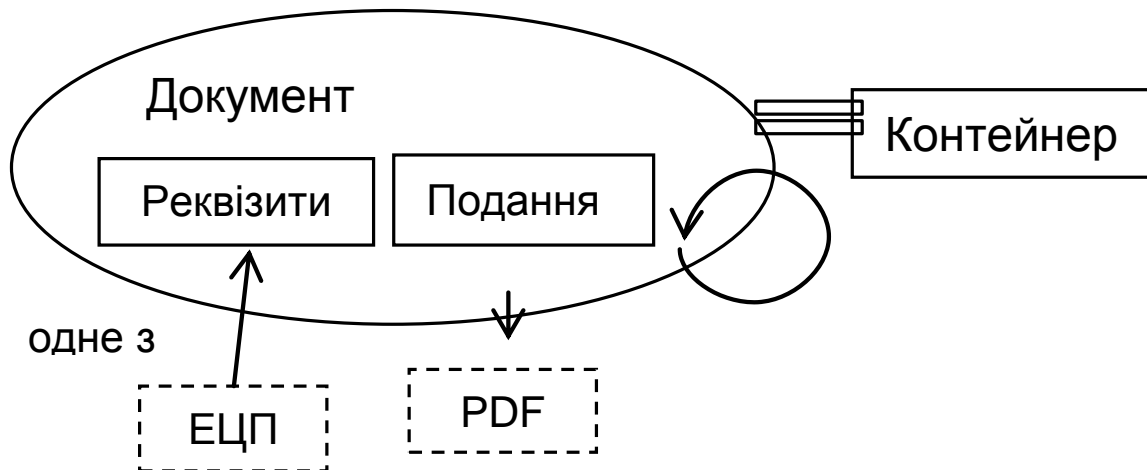 Документ
Контейнер
Реквізити
Подання
одне з
ЕЦП
PDF